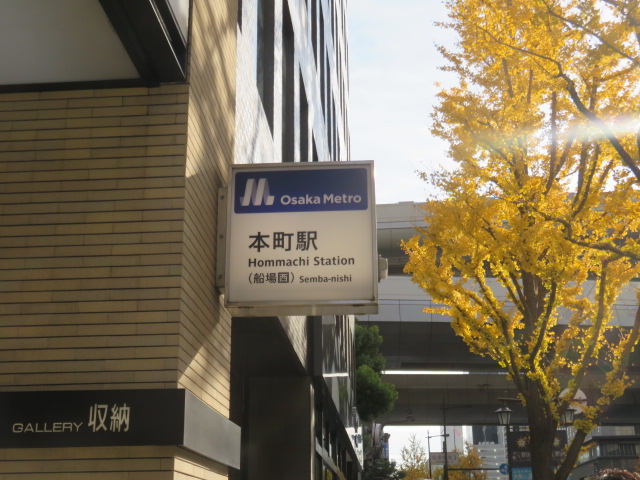 Osaka Metro
本町駅
Hommachi Station
(船場西) Semba-nishi
GALLERY 収納